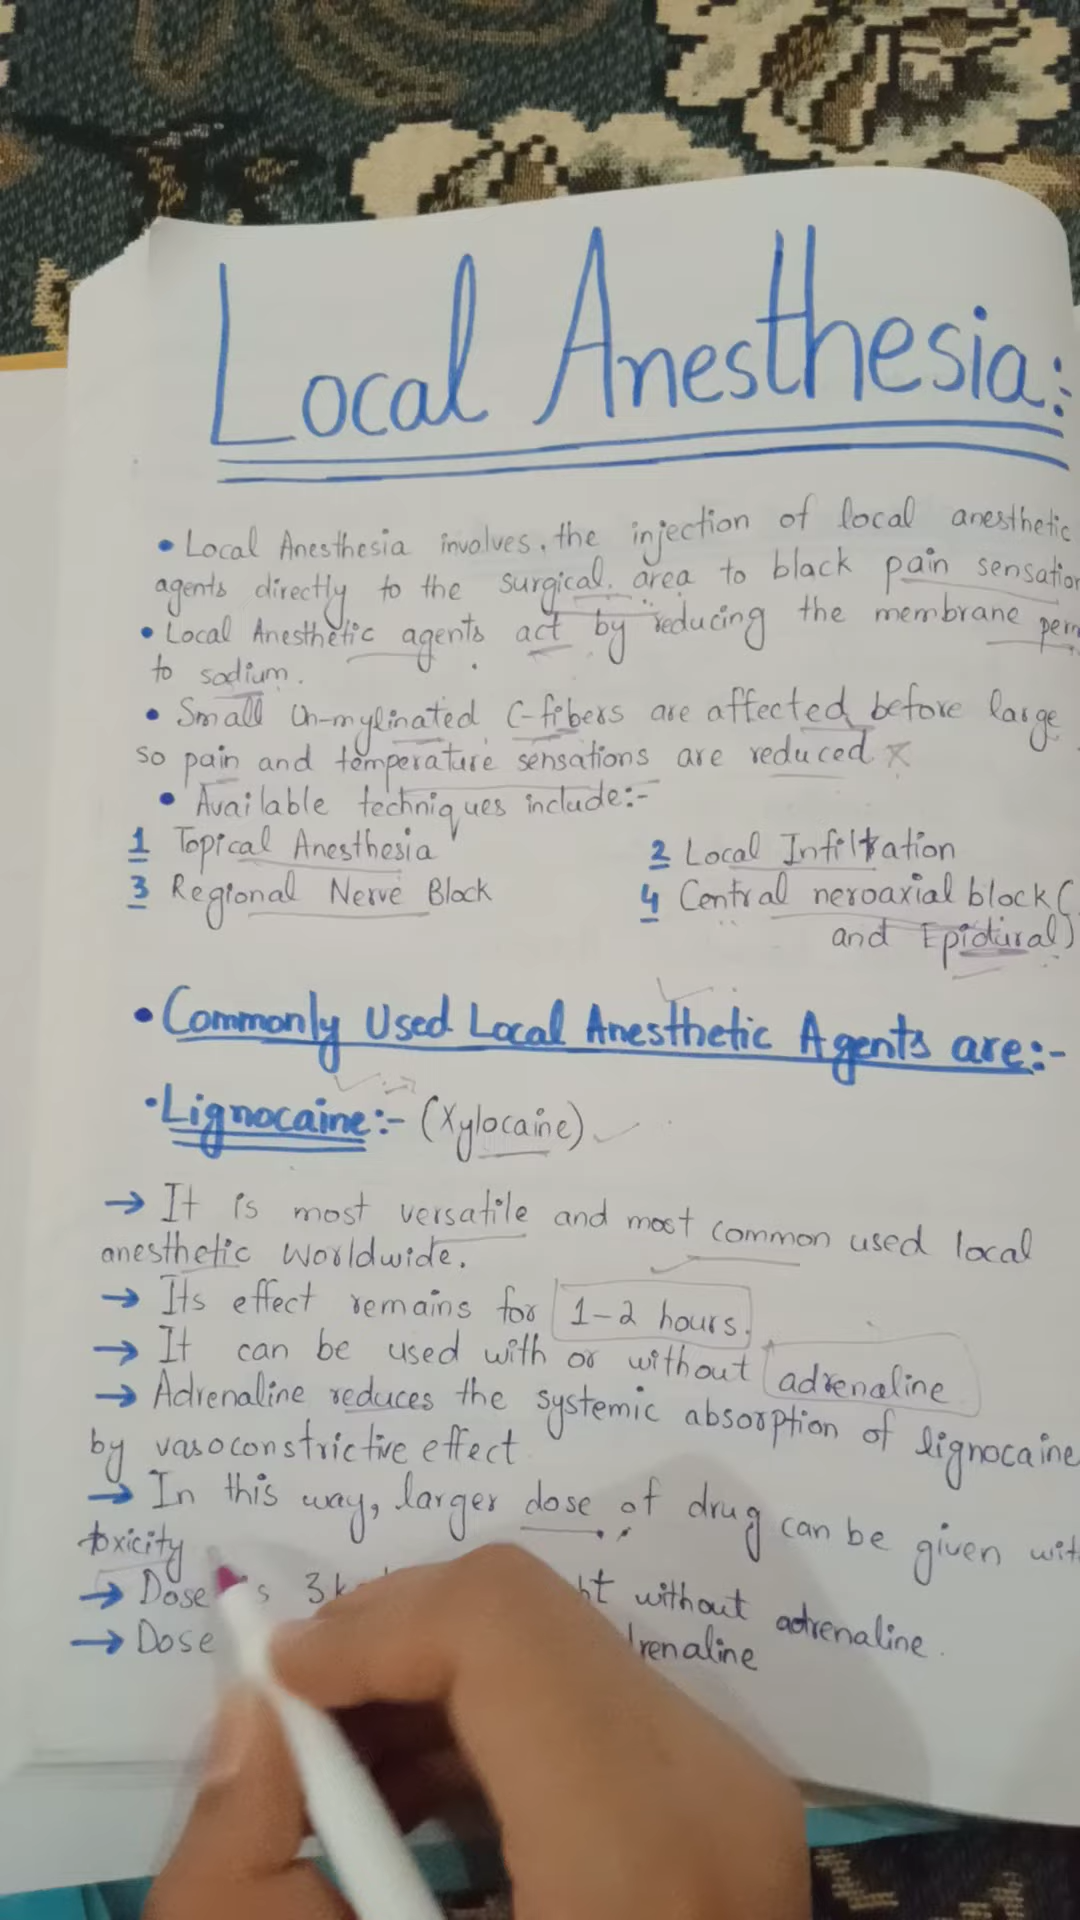 Local Anesthesia:
• Local Anesthesia involves. the injection of local anesthetic
agents directly to the surgical. area to black pain sensation
• Local Anesthetic agents act by reducing the membrane perm
to sodium.
• Small Un-mylinated C-fibers are affected before large
so pain and temperature sensations are reduced
• Available techniques include:-
1 Topical Anesthesia 2 Local Infiltration
3 Regional Nerve Block 4 Central neroaxial block (
and Epidural)
• Commonly Used Local Anesthetic Agents are:-
• Lignocaine:- (Xylocaine)
→ It is most versatile and most common used local
anesthetic worldwide.
→ Its effect remains for 1-2 hours.
→ It can be used with or without adrenaline
→ Adrenaline reduces the systemic absorption of lignocaine
by vasoconstrictive effect
→ In this way, larger dose of drug can be given wit
toxicity
→ Dose is 3 without adrenaline.
→ Dose